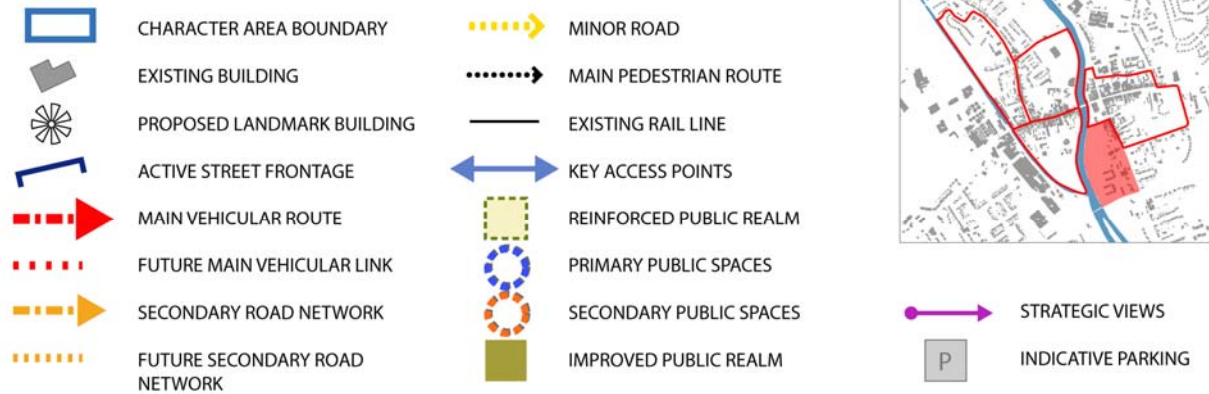 CHARACTER AREA BOUNDARY
EXISTING BUILDING
PROPOSED LANDMARK BUILDING
ACTIVE STREET FRONTAGE
MAIN VEHICULAR ROUTE
FUTURE MAIN VEHICULAR LINK
SECONDARY ROAD NETWORK
FUTURE SECONDARY ROAD
NETWORK
MINOR ROAD
MAIN PEDESTRIAN ROUTE
EXISTING RAIL LINE
KEY ACCESS POINTS
REINFORCED PUBLIC REALM
PRIMARY PUBLIC SPACES
SECONDARY PUBLIC SPACES
IMPROVED PUBLIC REALM
STRATEGIC VIEWS
P
INDICATIVE PARKING